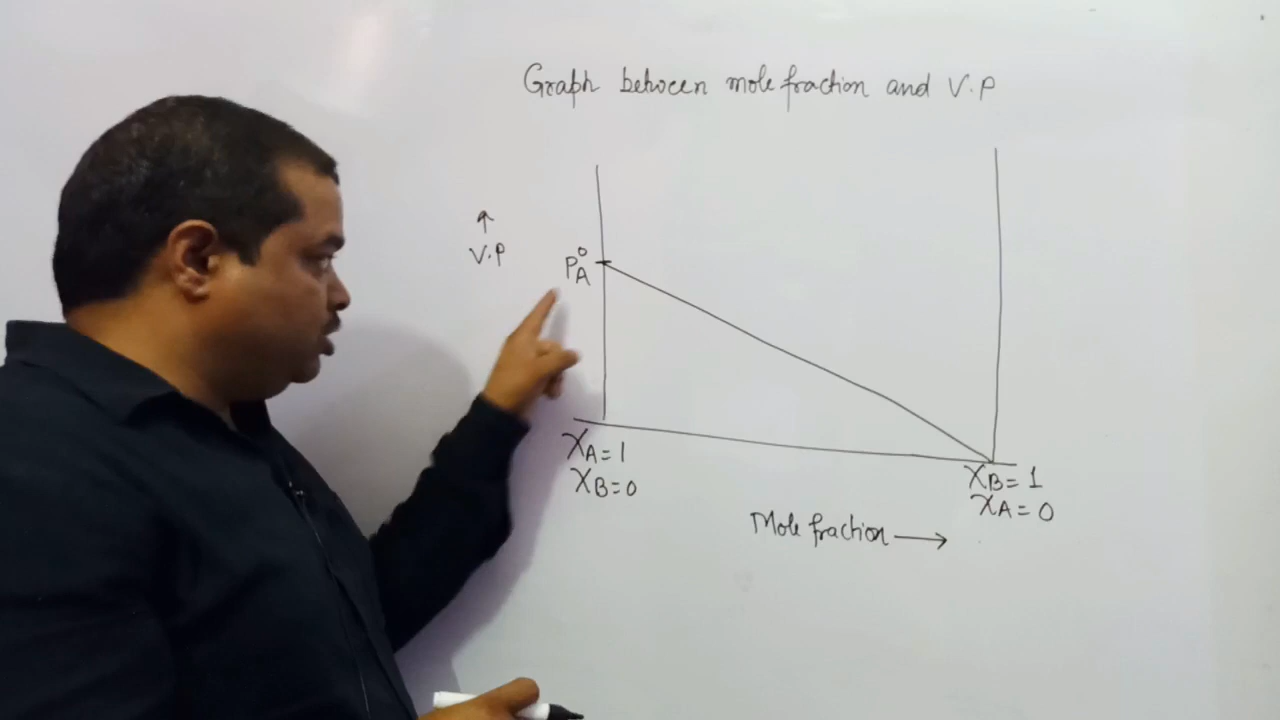 Graph between mole fraction and V.P
↑
V.P
P°A
XA=1
XB=0
XB=1
XA=0
Mole fraction →